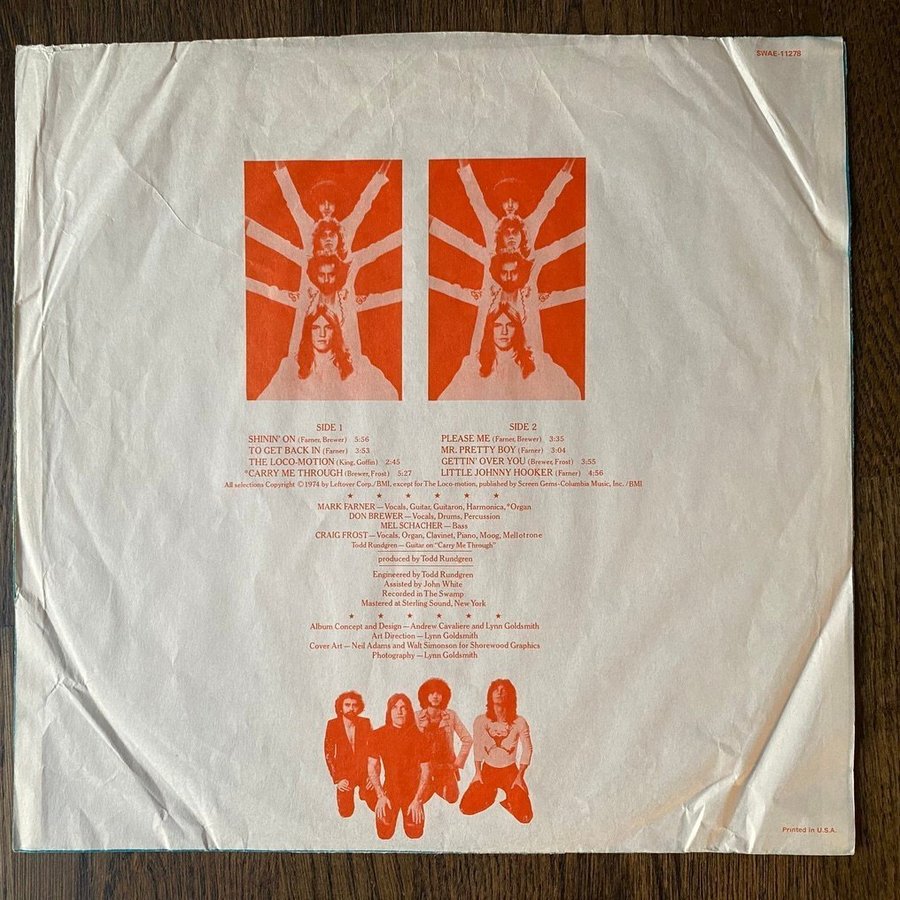 SWAE-11278
SIDE 1
SHININ' ON (Farner, Brewer) 5:56
TO GET BACK IN (Farner) 3:53
THE LOCO-MOTION (King, Goffin) 2:45
*CARRY ME THROUGH (Brewer, Frost) 5:27
SIDE 2
PLEASE ME (Farner, Brewer) 3:35
MR. PRETTY BOY (Farner) 3:04
GETTIN' OVER YOU (Brewer, Frost) 3:55
LITTLE JOHNNY HOOKER (Farner) 4:56
All selections Copyright ©1974 by Leftover Corp./BMI, except for The Loco-motion, published by Screen Gems-Columbia Music, Inc./BMI
MARK FARNER—Vocals, Guitar, Guitaron, Harmonica, *Organ
DON BREWER—Vocals, Drums, Percussion
MEL SCHACHER—Bass
CRAIG FROST—Vocals, Organ, Clavinet, Piano, Moog, Mellotrone
Todd Rundgren—Guitar on "Carry Me Through"
produced by Todd Rundgren
Engineered by Todd Rundgren
Assisted by John White
Recorded in The Swamp
Mastered at Sterling Sound, New York
Album Concept and Design—Andrew Cavaliere and Lynn Goldsmith
Art Direction—Lynn Goldsmith
Cover Art—Neil Adams and Walt Simonson for Shorewood Graphics
Photography—Lynn Goldsmith
Printed in U.S.A.